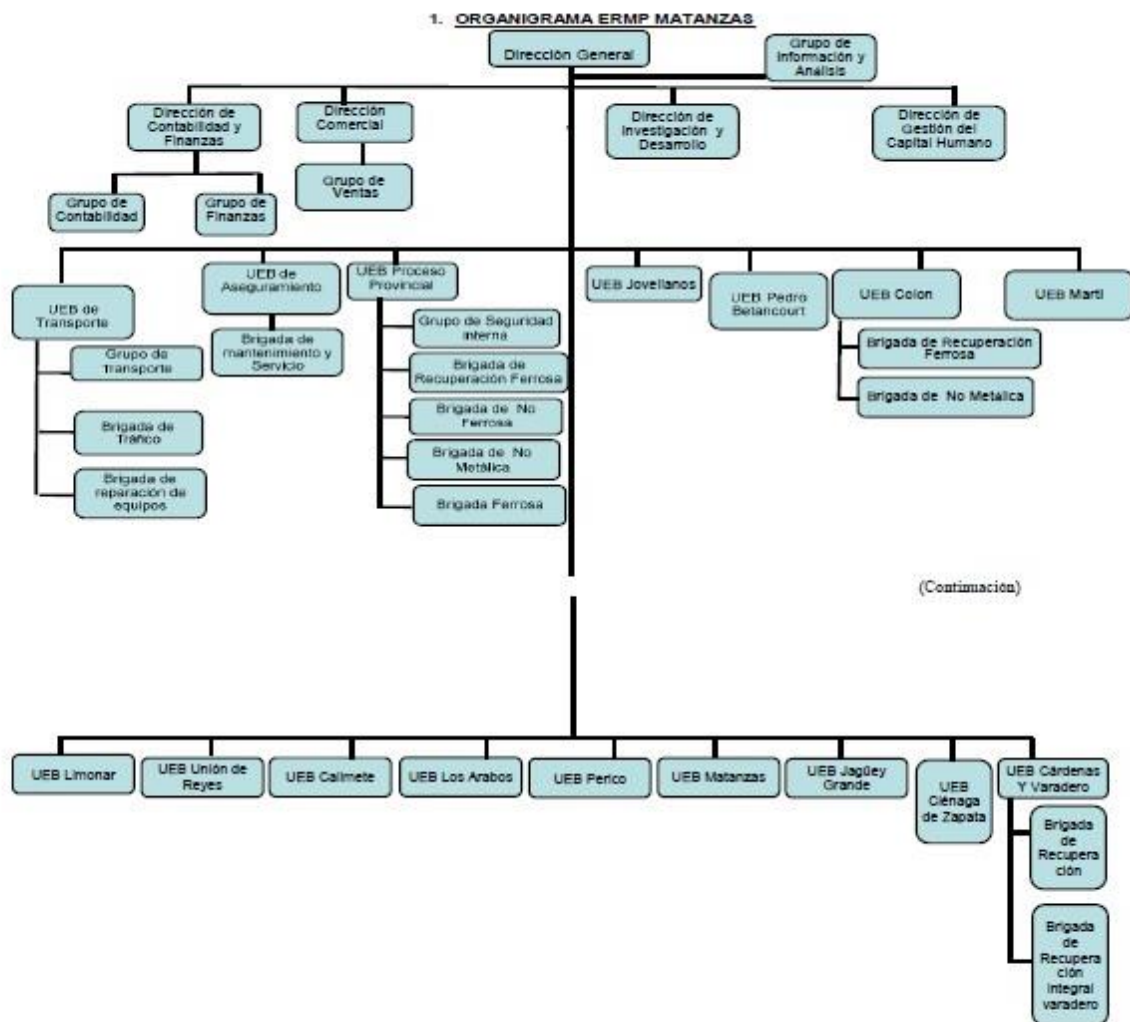 1. ORGANIGRAMA ERMP MATANZAS
Dirección General
Grupo de
Información y
Análisis
Dirección de
Contabilidad y
Finanzas
Dirección
Comercial
Dirección de
Investigación y
Desarrollo
Dirección de
Gestión del
Capital Humano
Grupo de
Contabilidad
Grupo de
Finanzas
Grupo de
Ventas
UEB de
Transporte
UEB de
Aseguramiento
UEB Proceso
Provincial
UEB Jovellanos
UEB Pedro
Betancourt
UEB Colon
UEB Martí
Grupo de
Transporte
Brigada de
Tráfico
Brigada de
reparación de
equipos
Brigada de
mantenimiento y
Servicio
Grupo de Seguridad
interna
Brigada de
Recuperación Ferrosa
Brigada de No
Ferrosa
Brigada de No
Metálica
Brigada Ferrosa
Brigada de Recuperación
Ferrosa
Brigada de No Metálica
(Continuación)
UEB Limonar
UEB Unión de
Reyes
UEB Calimete
UEB Los Arabos
UEB Perico
UEB Matanzas
UEB Jagüey
Grande
UEB
Ciénaga
de Zapata
UEB Cárdenas
Y Varadero
Brigada
de
Recupera
ción
Brigada
de
Recupera
ción
Integral
varadero